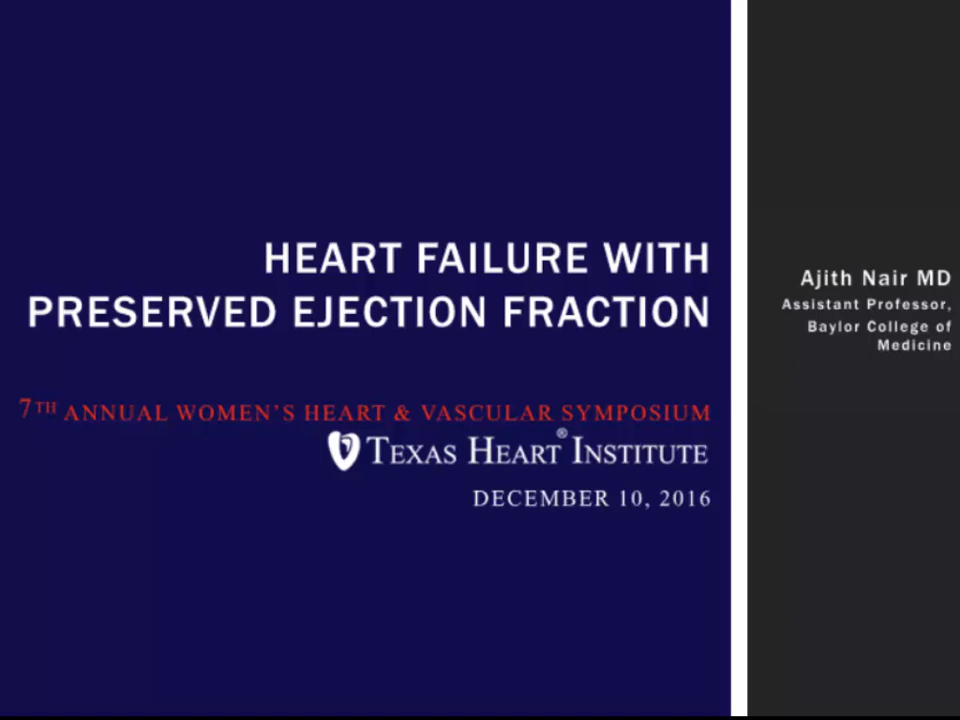 HEART FAILURE WITH
PRESERVED EJECTION FRACTION
7TH ANNUAL WOMEN'S HEART & VASCULAR SYMPOSIUM
TEXAS HEART® INSTITUTE
DECEMBER 10, 2016
Ajith Nair MD
Assistant Professor,
Baylor College of
Medicine